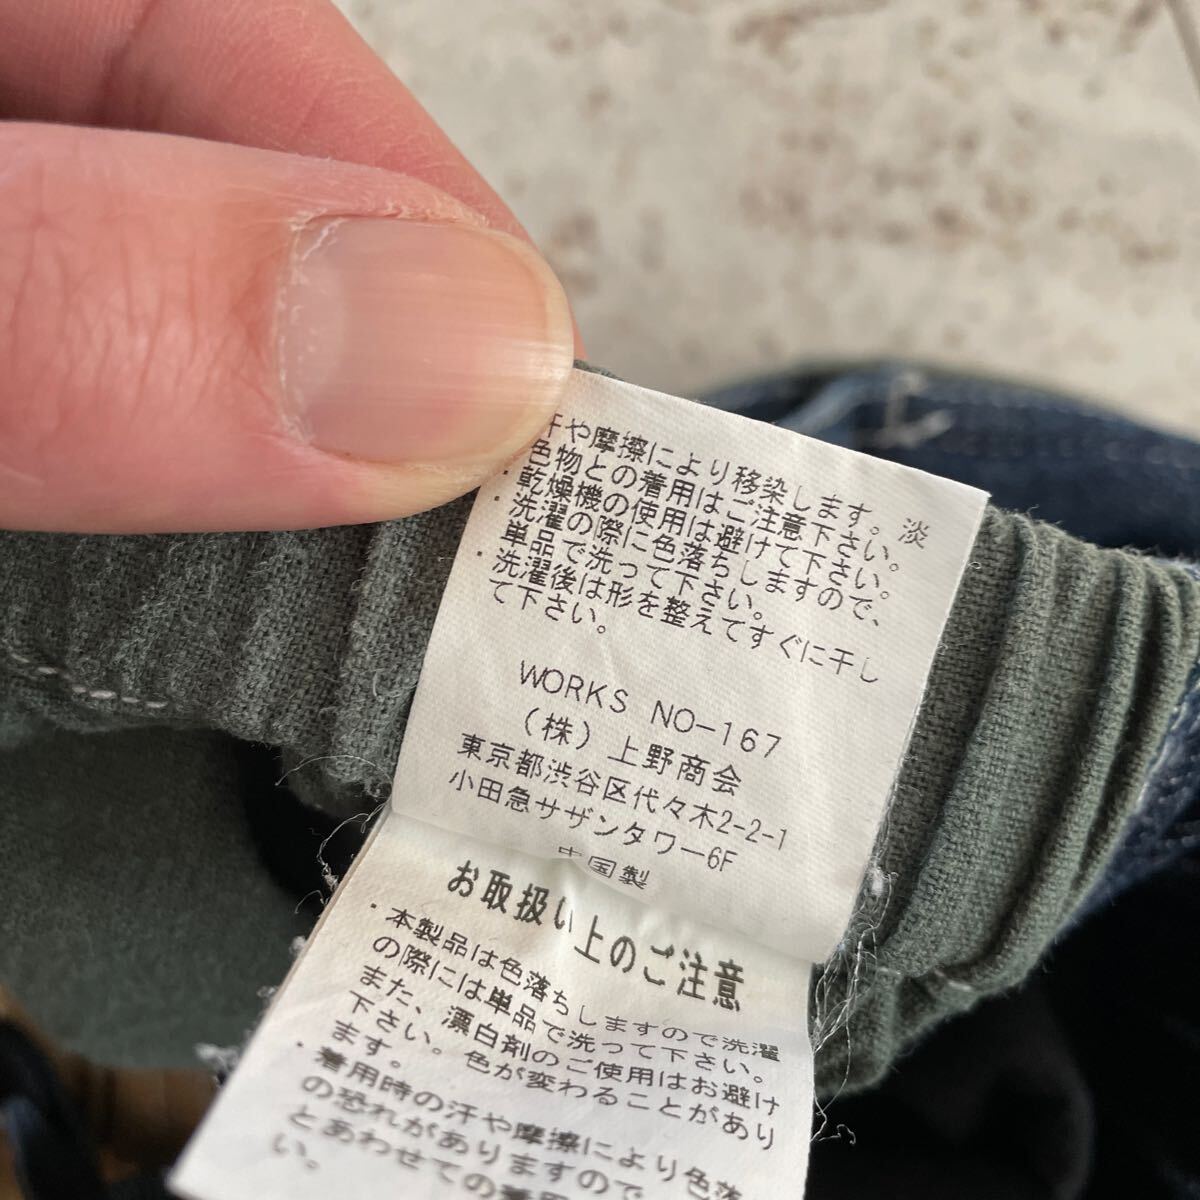 汗や摩擦により移染します。淡
色物との着用はご注意下さい。
・乾燥機の使用は避けて下さい。
・洗濯の際に色落ちしますので、
単品で洗って下さい。
・洗濯後は形を整えてすぐに干し
て下さい。
WORKS NO-167
(株)上野商会
東京都渋谷区代々木2-2-1
小田急サザンタワー6F
中国製
お取扱い上のご注意
・本製品は色落ちしますので洗濯
の際には単品で洗って下さい。
また、漂白剤のご使用はお避け
下さい。色が変わることがあり
ます。
・着用時の汗や摩擦により色落
の恐れがありますので
とあわせての着用
い。